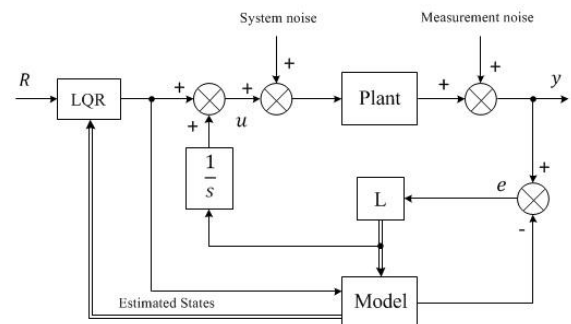 System noise
Measurement noise
+
+
R
LQR
+
+
u
+
Plant
+
y
+
1
s
L
e
+
-
Estimated States
Model